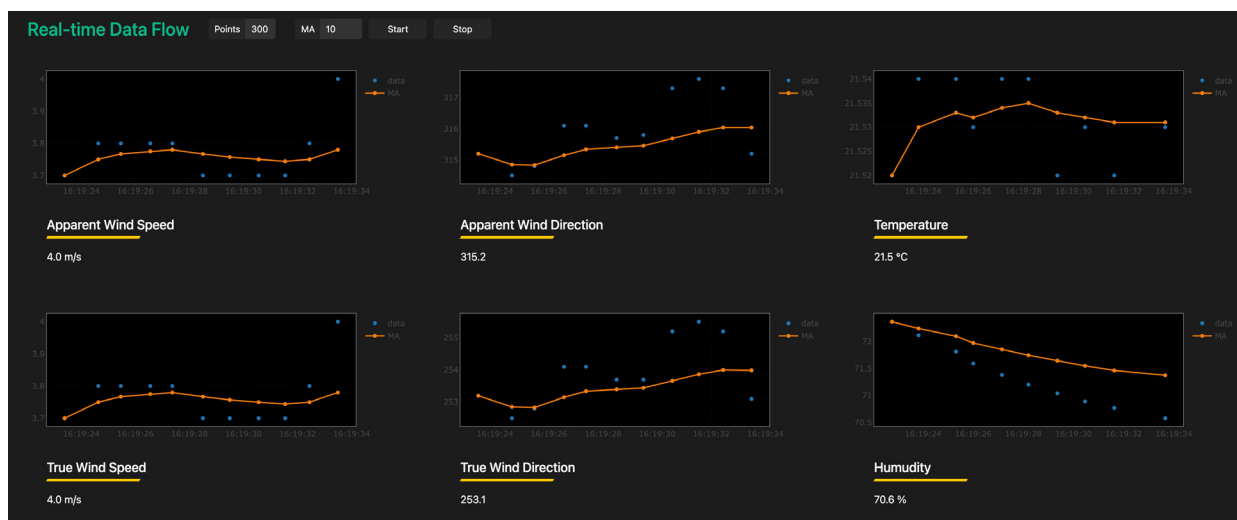 Real-time Data Flow Points 300 MA 10 Start Stop
4
3.9
3.8
3.7
16:19:24 16:19:26 16:19:28 16:19:30 16:19:32 16:19:34
data
MA
Apparent Wind Speed
4.0 m/s
317
316
315
16:19:24 16:19:26 16:19:28 16:19:30 16:19:32 16:19:34
data
MA
Apparent Wind Direction
315.2
21.54
21.535
21.53
21.525
21.52
16:19:24 16:19:26 16:19:28 16:19:30 16:19:32 16:19:34
data
MA
Temperature
21.5 °C
4
3.9
3.8
3.7
16:19:24 16:19:26 16:19:28 16:19:30 16:19:32 16:19:34
data
MA
True Wind Speed
4.0 m/s
255
254
253
16:19:24 16:19:26 16:19:28 16:19:30 16:19:32 16:19:34
data
MA
True Wind Direction
253.1
72
71.5
71
70.5
16:19:24 16:19:26 16:19:28 16:19:30 16:19:32 16:19:34
data
MA
Humudity
70.6 %